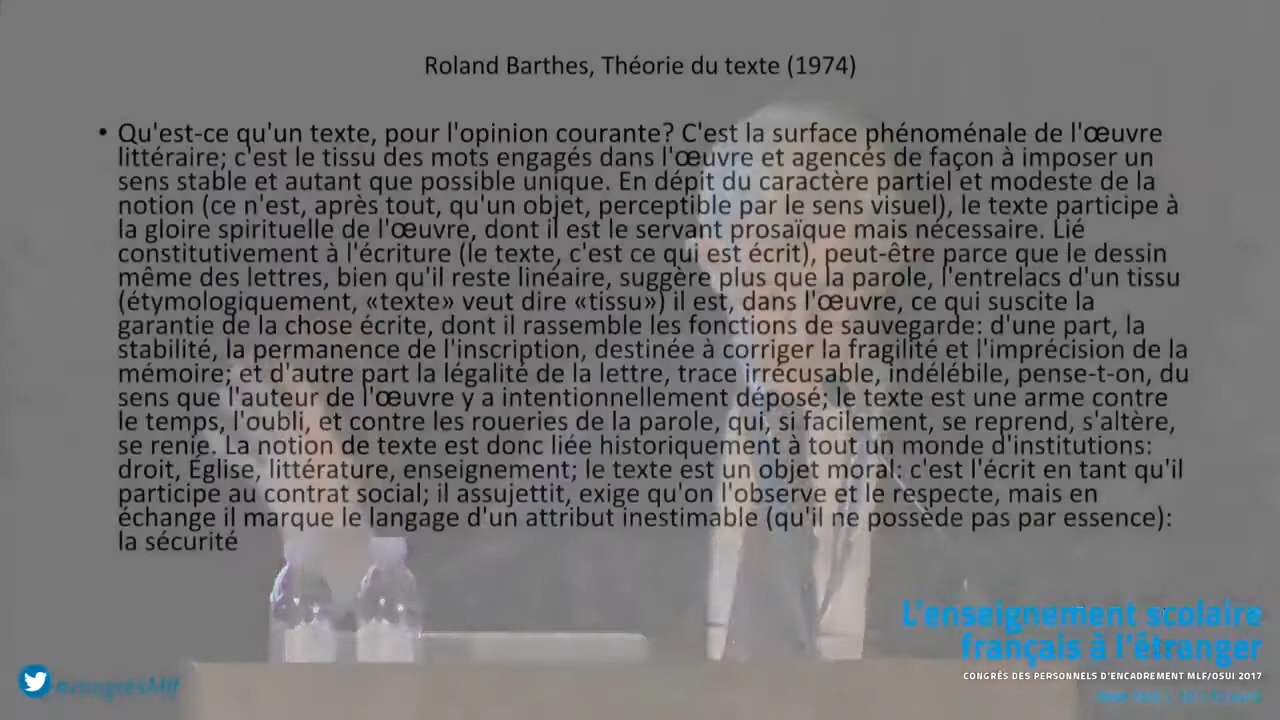 Roland Barthes, Théorie du texte (1974)
• Qu'est-ce qu'un texte, pour l'opinion courante? C'est la surface phénoménale de l'œuvre
littéraire; c'est le tissu des mots engagés dans l'œuvre et agencés de façon à imposer un
sens stable et autant que possible unique. En dépit du caractère partiel et modeste de la
notion (ce n'est, après tout, qu'un objet, perceptible par le sens visuel), le texte participe à
la gloire spirituelle de l'œuvre, dont il est le servant prosaïque mais nécessaire. Lié
constitutivement à l'écriture (le texte, c'est ce qui est écrit), peut-être parce que le dessin
même des lettres, bien qu'il reste linéaire, suggère plus que la parole, l'entrelacs d'un tissu
(étymologiquement, «texte» veut dire «tissu») il est, dans l'œuvre, ce qui suscite la
garantie de la chose écrite, dont il rassemble les fonctions de sauvegarde: d'une part, la
stabilité, la permanence de l'inscription, destinée à corriger la fragilité et l'imprécision de la
mémoire; et d'autre part la légalité de la lettre, trace irrécusable, indélébile, pense-t-on, du
sens que l'auteur de l'œuvre y a intentionnellement déposé; le texte est une arme contre
le temps, l'oubli, et contre les roueries de la parole, qui, si facilement, se reprend, s'altère,
se renie. La notion de texte est donc liée historiquement à tout un monde d'institutions:
droit, Église, littérature, enseignement; le texte est un objet moral: c'est l'écrit en tant qu'il
participe au contrat social; il assujettit, exige qu'on l'observe et le respecte, mais en
échange il marque le langage d'un attribut inestimable (qu'il ne possède pas par essence):
la sécurité
L'enseignement scolaire
français à l'étranger
CONGRÈS DES PERSONNELS D'ENCADREMENT MLF/OSUI 2017
#congrèsMlf